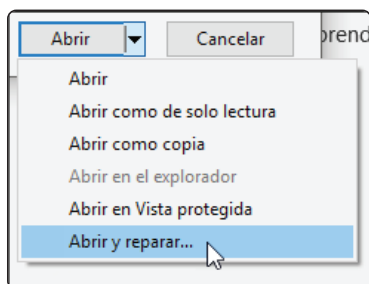 Abrir
Cancelar
Abrir
Abrir como de solo lectura
Abrir como copia
Abrir en el explorador
Abrir en Vista protegida
Abrir y reparar...